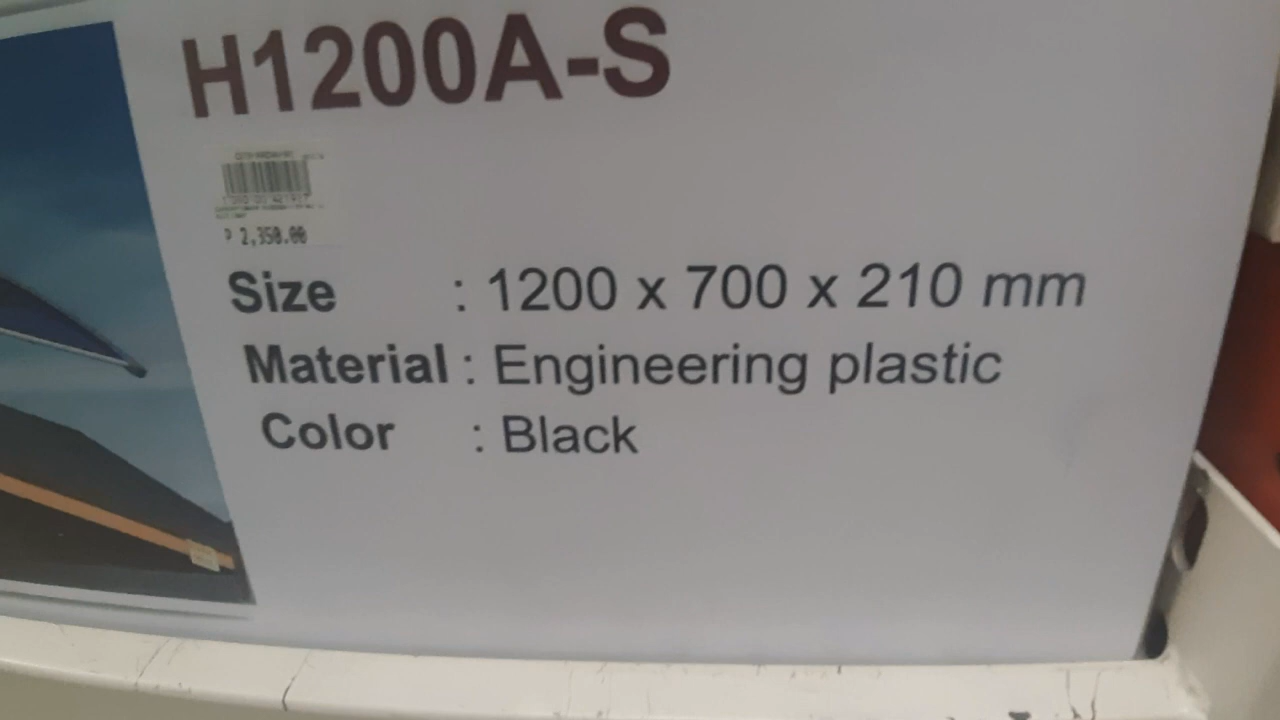 H1200A-S
₱ 2,350.00
Size : 1200 x 700 x 210 mm
Material : Engineering plastic
Color : Black